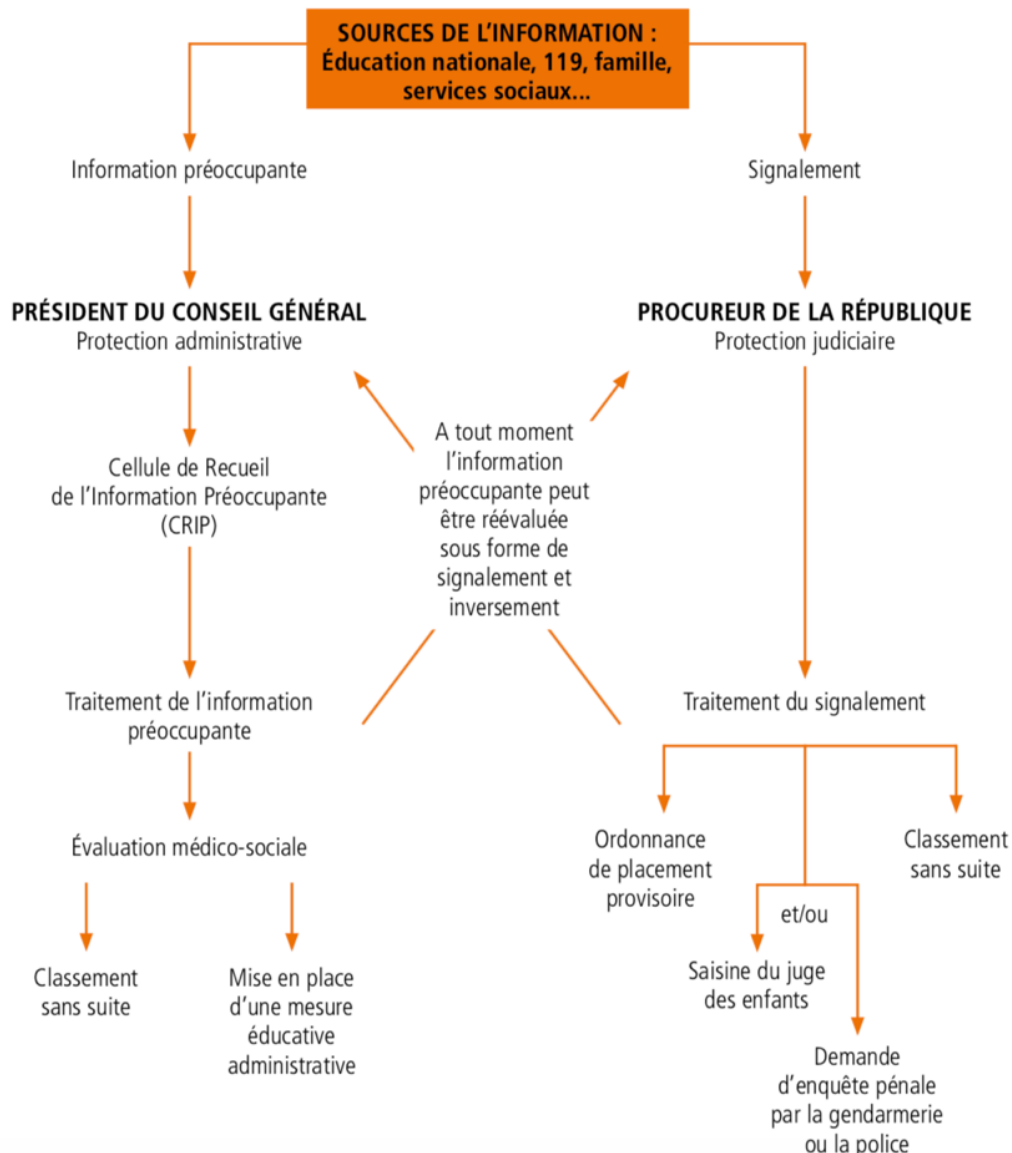 SOURCES DE L'INFORMATION :
Éducation nationale, 119, famille,
services sociaux...
Information préoccupante
Signalement
PRÉSIDENT DU CONSEIL GÉNÉRAL
Protection administrative
PROCUREUR DE LA RÉPUBLIQUE
Protection judiciaire
A tout moment
l'information
préoccupante peut
être réévaluée
sous forme de
signalement et
inversement
Cellule de Recueil
de l'Information Préoccupante
(CRIP)
Traitement de l'information
préoccupante
Traitement du signalement
Évaluation médico-sociale
Ordonnance
de placement
provisoire
Classement
sans suite
et/ou
Classement
sans suite
Mise en place
d'une mesure
éducative
administrative
Saisine du juge
des enfants
Demande
d'enquête pénale
par la gendarmerie
ou la police